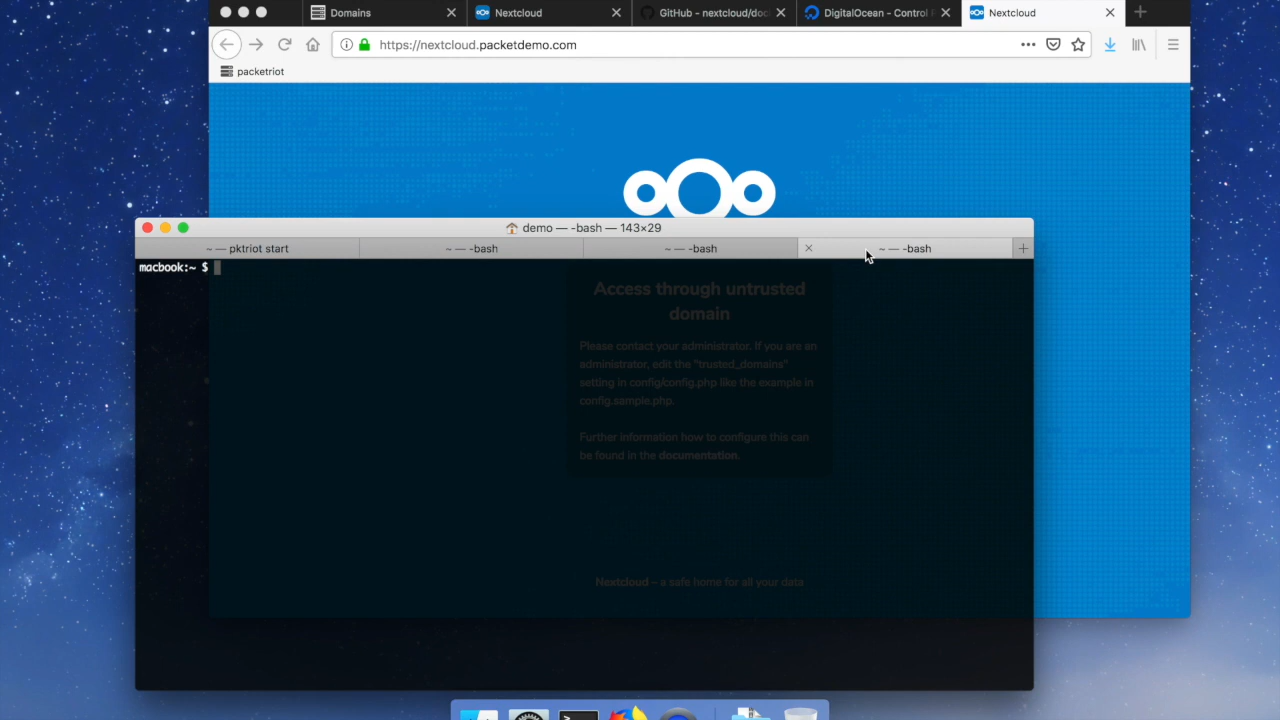 Domains
Nextcloud
GitHub - nextcloud/doc
DigitalOcean - Control P
Nextcloud
https://nextcloud.packetdemo.com
packetriot
demo — -bash — 143×29
~ — pktriot start
~ — -bash
~ — -bash
~ — -bash
macbook:~ $
Access through untrusted
domain
Please contact your administrator. If you are an
administrator, edit the "trusted_domains"
setting in config/config.php like the example in
config.sample.php.
Further information how to configure this can
be found in the documentation.
Nextcloud – a safe home for all your data